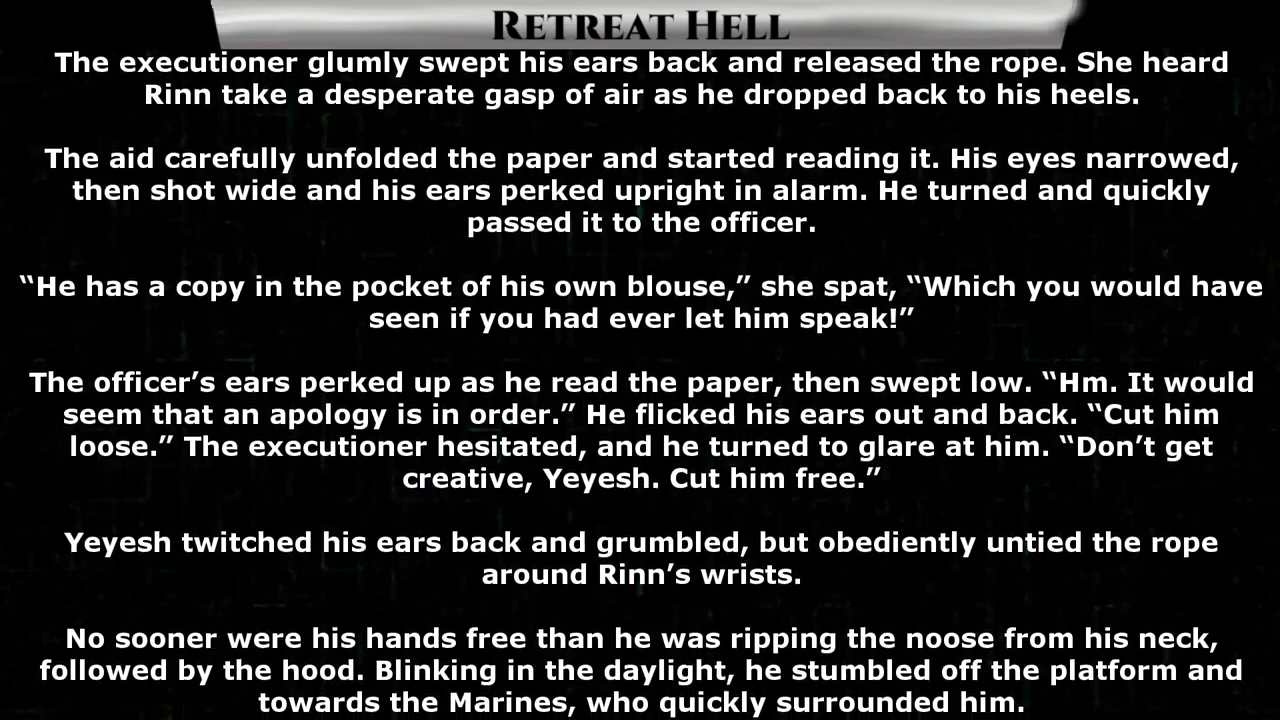 RETREAT HELL
The executioner glumly swept his ears back and released the rope. She heard
Rinn take a desperate gasp of air as he dropped back to his heels.
The aid carefully unfolded the paper and started reading it. His eyes narrowed,
then shot wide and his ears perked upright in alarm. He turned and quickly
passed it to the officer.
“He has a copy in the pocket of his own blouse,” she spat, “Which you would have
seen if you had ever let him speak!”
The officer’s ears perked up as he read the paper, then swept low. “Hm. It would
seem that an apology is in order.” He flicked his ears out and back. “Cut him
loose.” The executioner hesitated, and he turned to glare at him. “Don’t get
creative, Yeyesh. Cut him free.”
Yeyesh twitched his ears back and grumbled, but obediently untied the rope
around Rinn’s wrists.
No sooner were his hands free than he was ripping the noose from his neck,
followed by the hood. Blinking in the daylight, he stumbled off the platform and
towards the Marines, who quickly surrounded him.